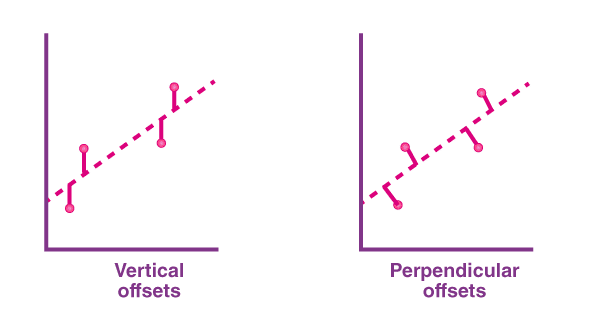 Vertical
offsets
Perpendicular
offsets